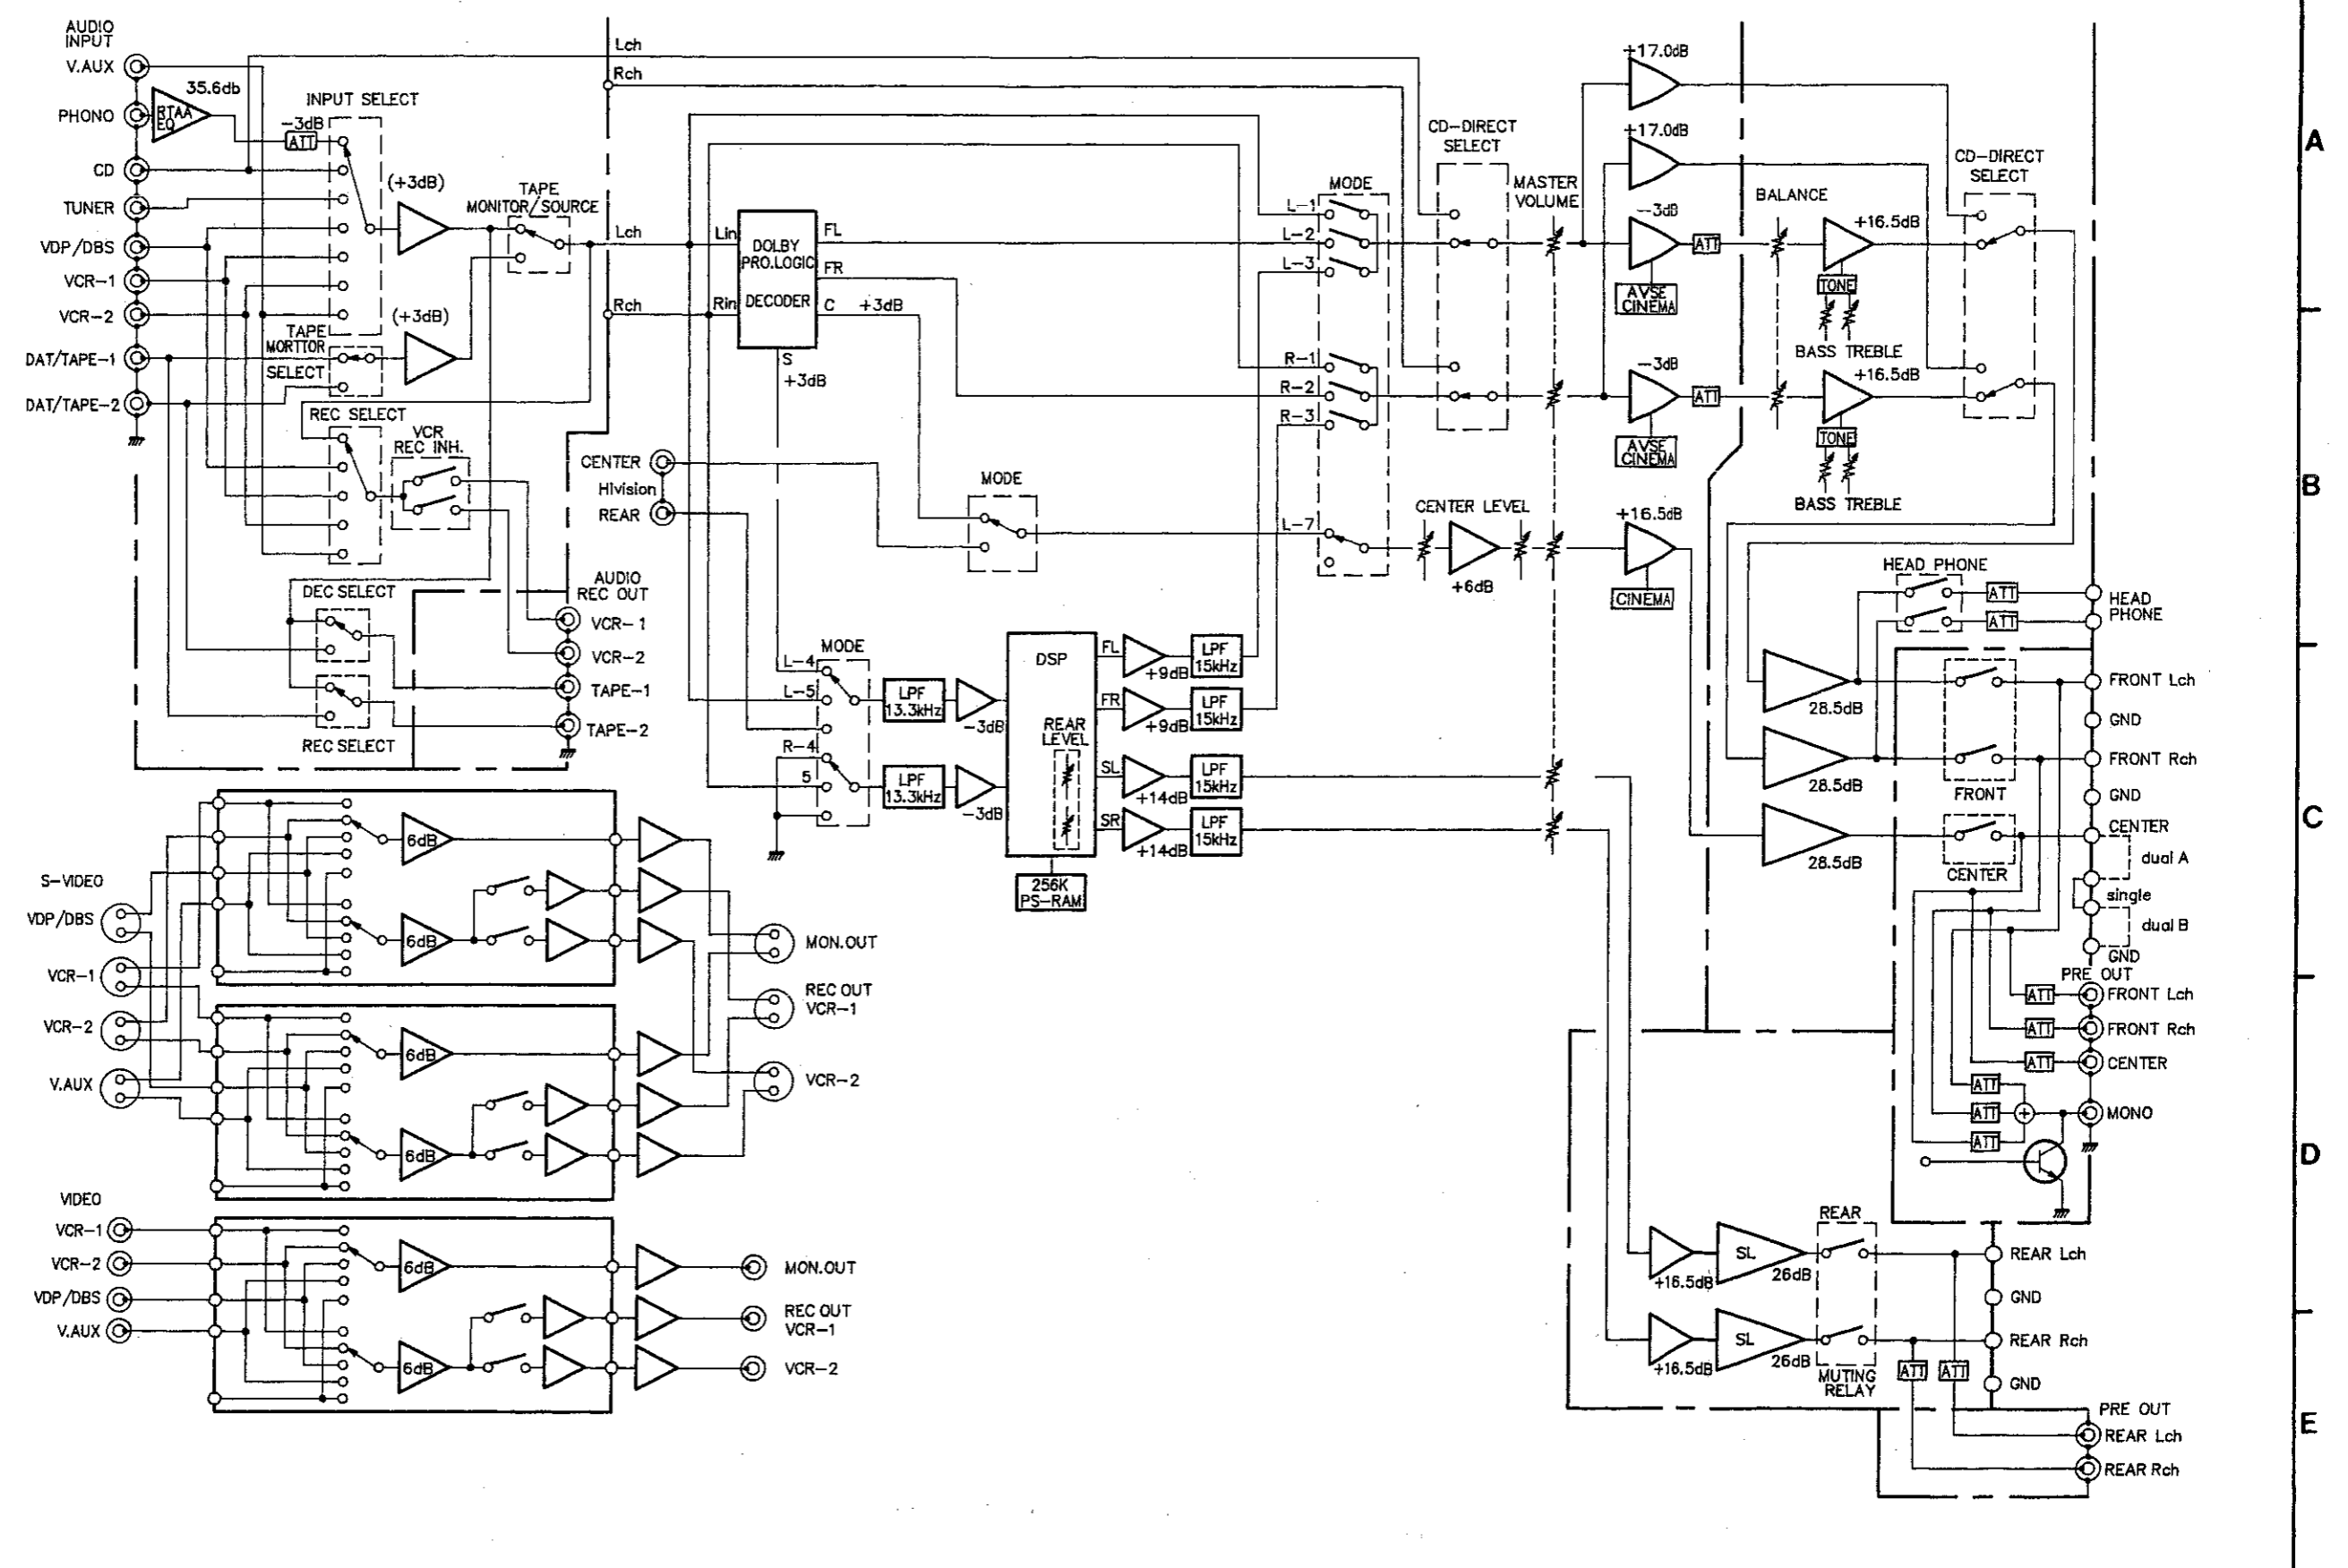 AUDIO
INPUT
V.AUX
PHONO
CD
TUNER
VDP/DBS
VCR-1
VCR-2
DAT/TAPE-1
DAT/TAPE-2
RTAA
EQ
35.6db
-3dB
ATT
INPUT SELECT
(+3dB)
TAPE
MONITOR/SOURCE
TAPE
MORTTOR
SELECT
(+3dB)
REC SELECT
VCR
REC INH.
DEC SELECT
REC SELECT
AUDIO
REC OUT
VCR-1
VCR-2
TAPE-1
TAPE-2
Lch
Rch
Lch
Rch
Lin
Rin
DOLBY
PRO.LOGIC
DECODER
FL
FR
C
+3dB
S
+3dB
CENTER
Hivision
REAR
MODE
MODE
L-4
L-5
R-4
5
LPF
13.3kHz
-3dB
LPF
13.3kHz
-3dB
DSP
REAR
LEVEL
256K
PS-RAM
FL
+9dB
LPF
15kHz
FR
+9dB
LPF
15kHz
SL
+14dB
LPF
15kHz
SR
+14dB
LPF
15kHz
MODE
L-1
L-2
L-3
R-1
R-2
R-3
L-7
CD-DIRECT
SELECT
MASTER
VOLUME
CENTER LEVEL
+6dB
+17.0dB
+17.0dB
-3dB
ATT
AVSE
CINEMA
-3dB
ATT
AVSE
CINEMA
+16.5dB
CINEMA
BALANCE
+16.5dB
TONE
BASS TREBLE
+16.5dB
TONE
BASS TREBLE
CD-DIRECT
SELECT
HEAD PHONE
ATT
ATT
HEAD
PHONE
28.5dB
28.5dB
28.5dB
FRONT
CENTER
FRONT Lch
GND
FRONT Rch
GND
CENTER
dual A
single
dual B
GND
PRE OUT
ATT
FRONT Lch
ATT
FRONT Rch
ATT
CENTER
ATT
ATT
ATT
+
MONO
+16.5dB
SL
26dB
+16.5dB
SL
26dB
REAR
MUTING
RELAY
REAR Lch
GND
REAR Rch
GND
ATT
ATT
PRE OUT
REAR Lch
REAR Rch
S-VIDEO
VDP/DBS
VCR-1
VCR-2
V.AUX
6dB
6dB
6dB
6dB
MON.OUT
REC OUT
VCR-1
VCR-2
VIDEO
VCR-1
VCR-2
VDP/DBS
V.AUX
6dB
6dB
MON.OUT
REC OUT
VCR-1
VCR-2
A
B
C
D
E